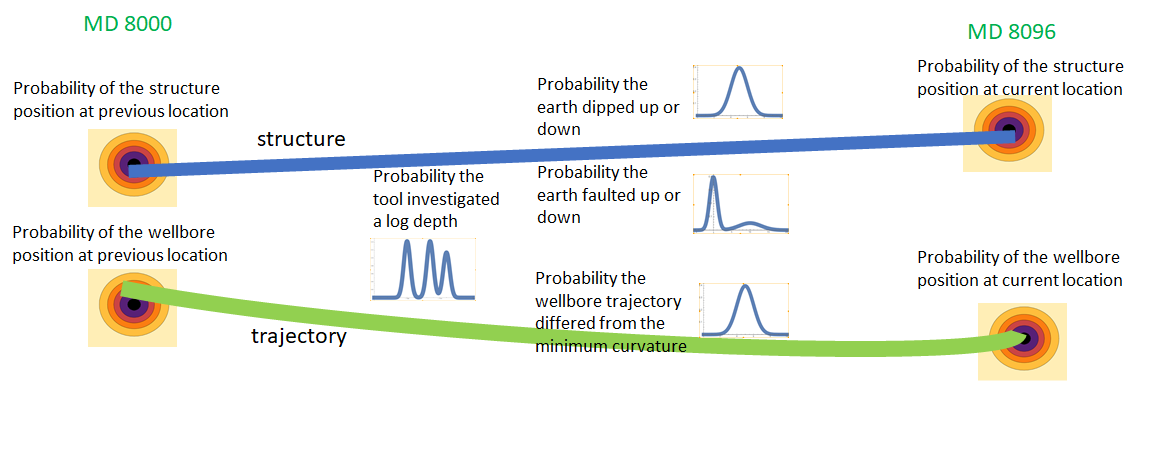 MD 8000
MD 8096
Probability of the structure
position at previous location
Probability the
earth dipped up or
down
Probability of the structure
position at current location
structure
Probability the
tool investigated
a log depth
Probability the
earth faulted up or
down
Probability of the wellbore
position at previous location
Probability the
wellbore trajectory
differed from the
minimum curvature
Probability of the wellbore
position at current location
trajectory